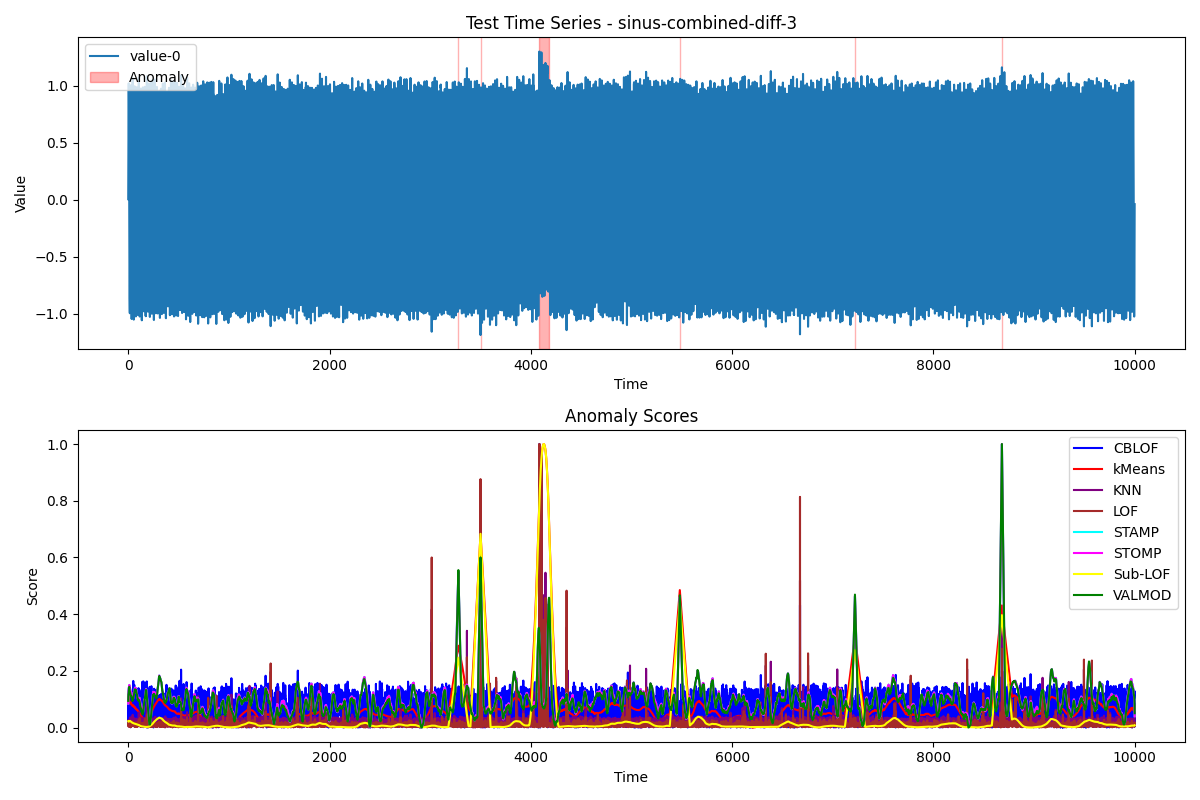 Test Time Series - sinus-combined-diff-3
value-0
Anomaly
1.0
0.5
0.0
−0.5
−1.0
Value
0
2000
4000
6000
8000
10000
Time
Anomaly Scores
CBLOF
kMeans
KNN
LOF
STAMP
STOMP
Sub-LOF
VALMOD
1.0
0.8
0.6
0.4
0.2
0.0
Score
0
2000
4000
6000
8000
10000
Time